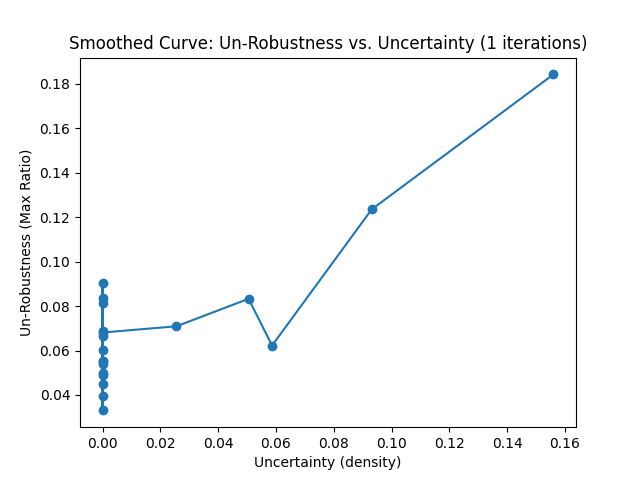 Smoothed Curve: Un-Robustness vs. Uncertainty (1 iterations)
Un-Robustness (Max Ratio)
0.18
0.16
0.14
0.12
0.10
0.08
0.06
0.04
0.00 0.02 0.04 0.06 0.08 0.10 0.12 0.14 0.16
Uncertainty (density)